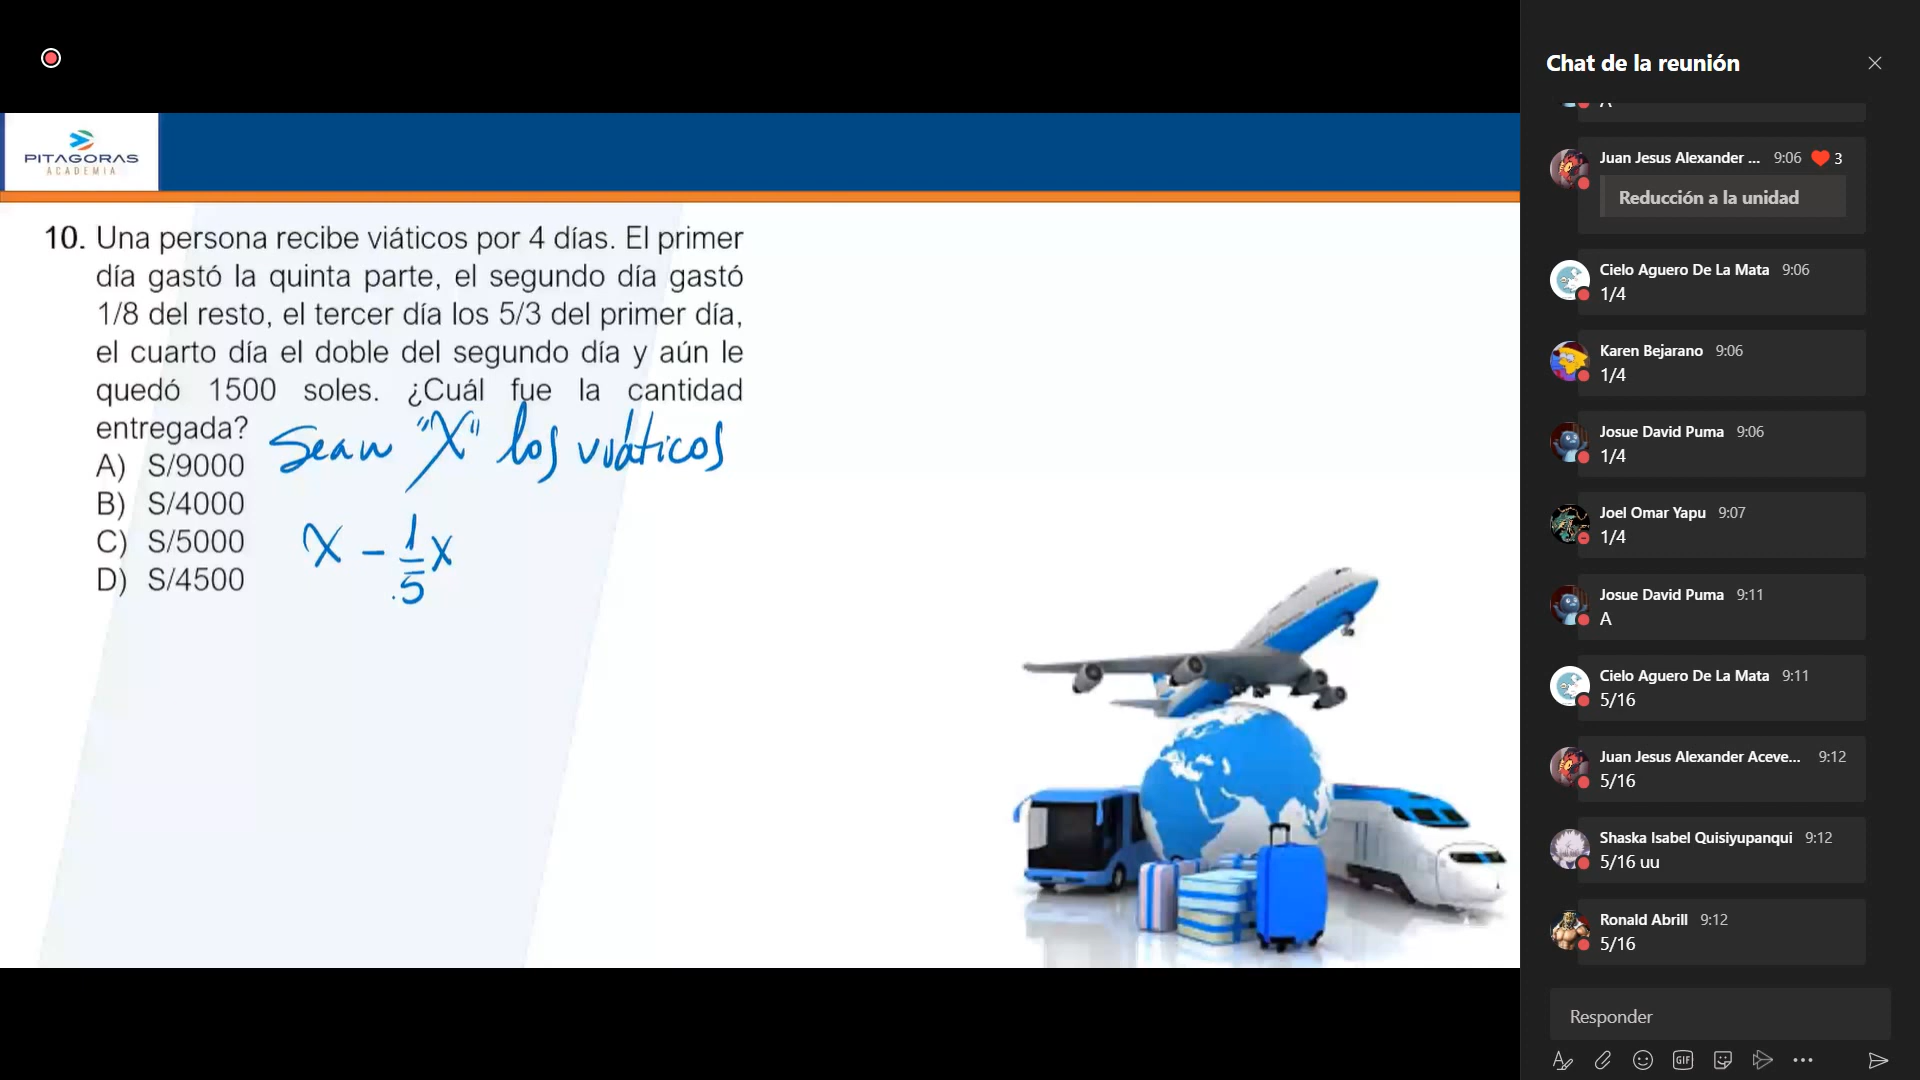 PITAGORAS
ACADEMIA
10. Una persona recibe viáticos por 4 días. El primer
día gastó la quinta parte, el segundo día gastó
1/8 del resto, el tercer día los 5/3 del primer día,
el cuarto día el doble del segundo día y aún le
quedó 1500 soles. ¿Cuál fue la cantidad
entregada?
Sean "X" los viáticos
A) S/9000
B) S/4000
C) S/5000
D) S/4500
x - 1/5 x
Chat de la reunión
A
Juan Jesus Alexander ... 9:06 3
Reducción a la unidad
Cielo Aguero De La Mata 9:06
1/4
Karen Bejarano 9:06
1/4
Josue David Puma 9:06
1/4
Joel Omar Yapu 9:07
1/4
Josue David Puma 9:11
A
Cielo Aguero De La Mata 9:11
5/16
Juan Jesus Alexander Aceve... 9:12
5/16
Shaska Isabel Quisiyupanqui 9:12
5/16 uu
Ronald Abrill 9:12
5/16
Responder
GIF